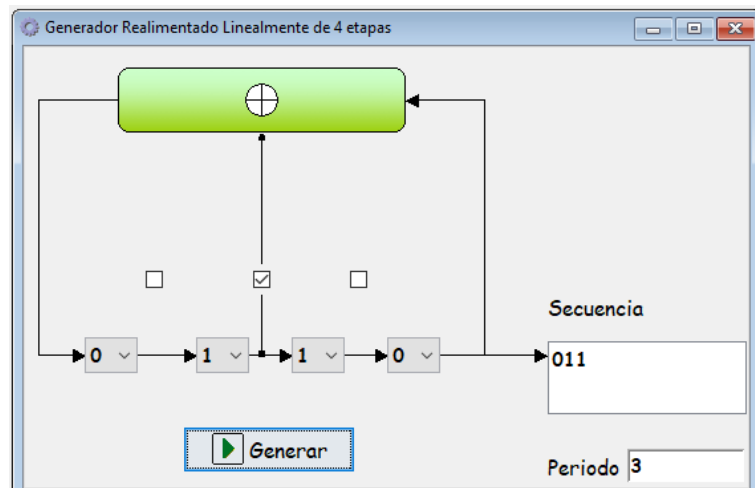 Generador Realimentado Linealmente de 4 etapas
Secuencia
0 1 1 0
011
Generar
Periodo 3